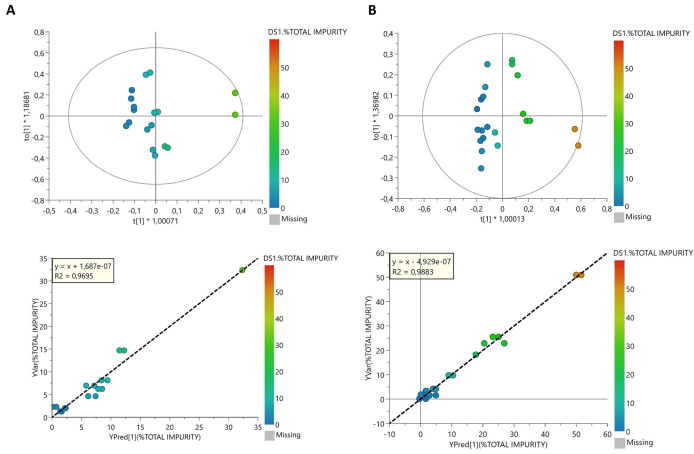 A
DS1.%TOTAL IMPURITY
0,8
0,6
0,4
0,2
0
-0,2
-0,4
-0,6
-0,8
to[1] * 1,18681
-0,5 -0,4 -0,3 -0,2 -0,1 0 0,1 0,2 0,3 0,4 0,5
t[1] * 1,00071
50
40
30
20
10
0
Missing
B
DS1.%TOTAL IMPURITY
0,4
0,3
0,2
0,1
0
-0,1
-0,2
-0,3
-0,4
to[1] * 1,36982
-0,8 -0,6 -0,4 -0,2 0 0,2 0,4 0,6 0,8
t[1] * 1,00013
50
40
30
20
10
0
Missing
DS1.%TOTAL IMPURITY
y = x + 1,687e-07
R2 = 0,9695
35
30
25
20
15
10
5
0
YVar(%TOTAL IMPURITY)
0 5 10 15 20 25 30 35
YPred[1](%TOTAL IMPURITY)
50
40
30
20
10
0
Missing
DS1.%TOTAL IMPURITY
y = x - 4,929e-07
R2 = 0,9883
60
50
40
30
20
10
0
-10
YVar(%TOTAL IMPURITY)
-10 0 10 20 30 40 50 60
YPred[1](%TOTAL IMPURITY)
50
40
30
20
10
0
Missing